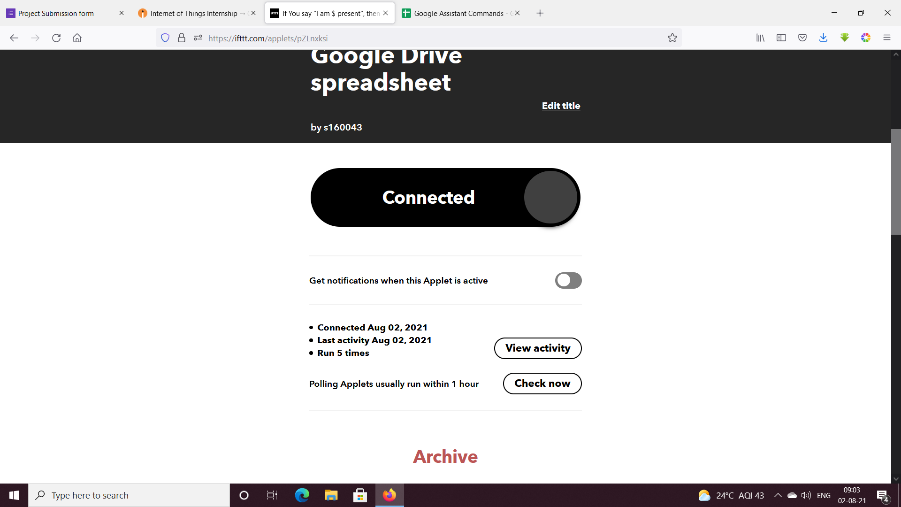 Project Submission form
Internet of Things Internship —
If You say "I am $ present", then
Google Assistant Commands - G
https://ifttt.com/applets/pZLnxksi
Google Drive
spreadsheet
Edit title
by s160043
Connected
Get notifications when this Applet is active
Connected Aug 02, 2021
Last activity Aug 02, 2021
Run 5 times
View activity
Polling Applets usually run within 1 hour
Check now
Archive
Type here to search
24°C AQI 43
ENG
09:03
02-08-21
4